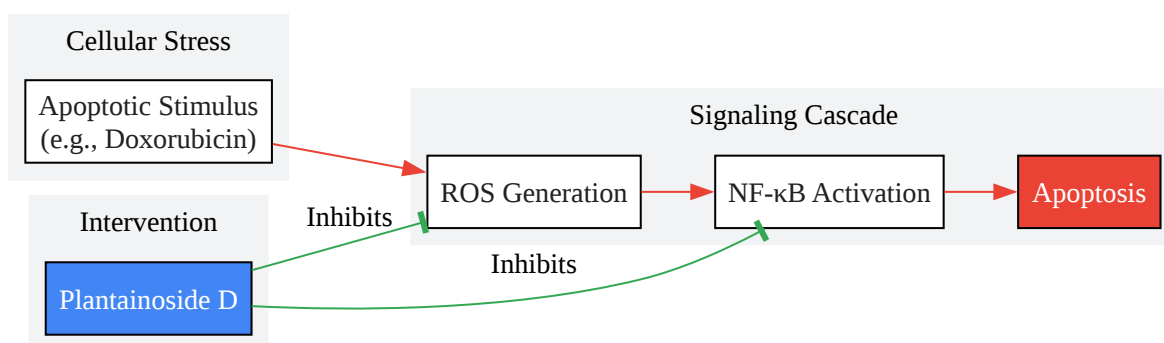 Cellular Stress
Apoptotic Stimulus
(e.g., Doxorubicin)
Signaling Cascade
ROS Generation
NF-κB Activation
Apoptosis
Intervention
Inhibits
Inhibits
Plantainoside D